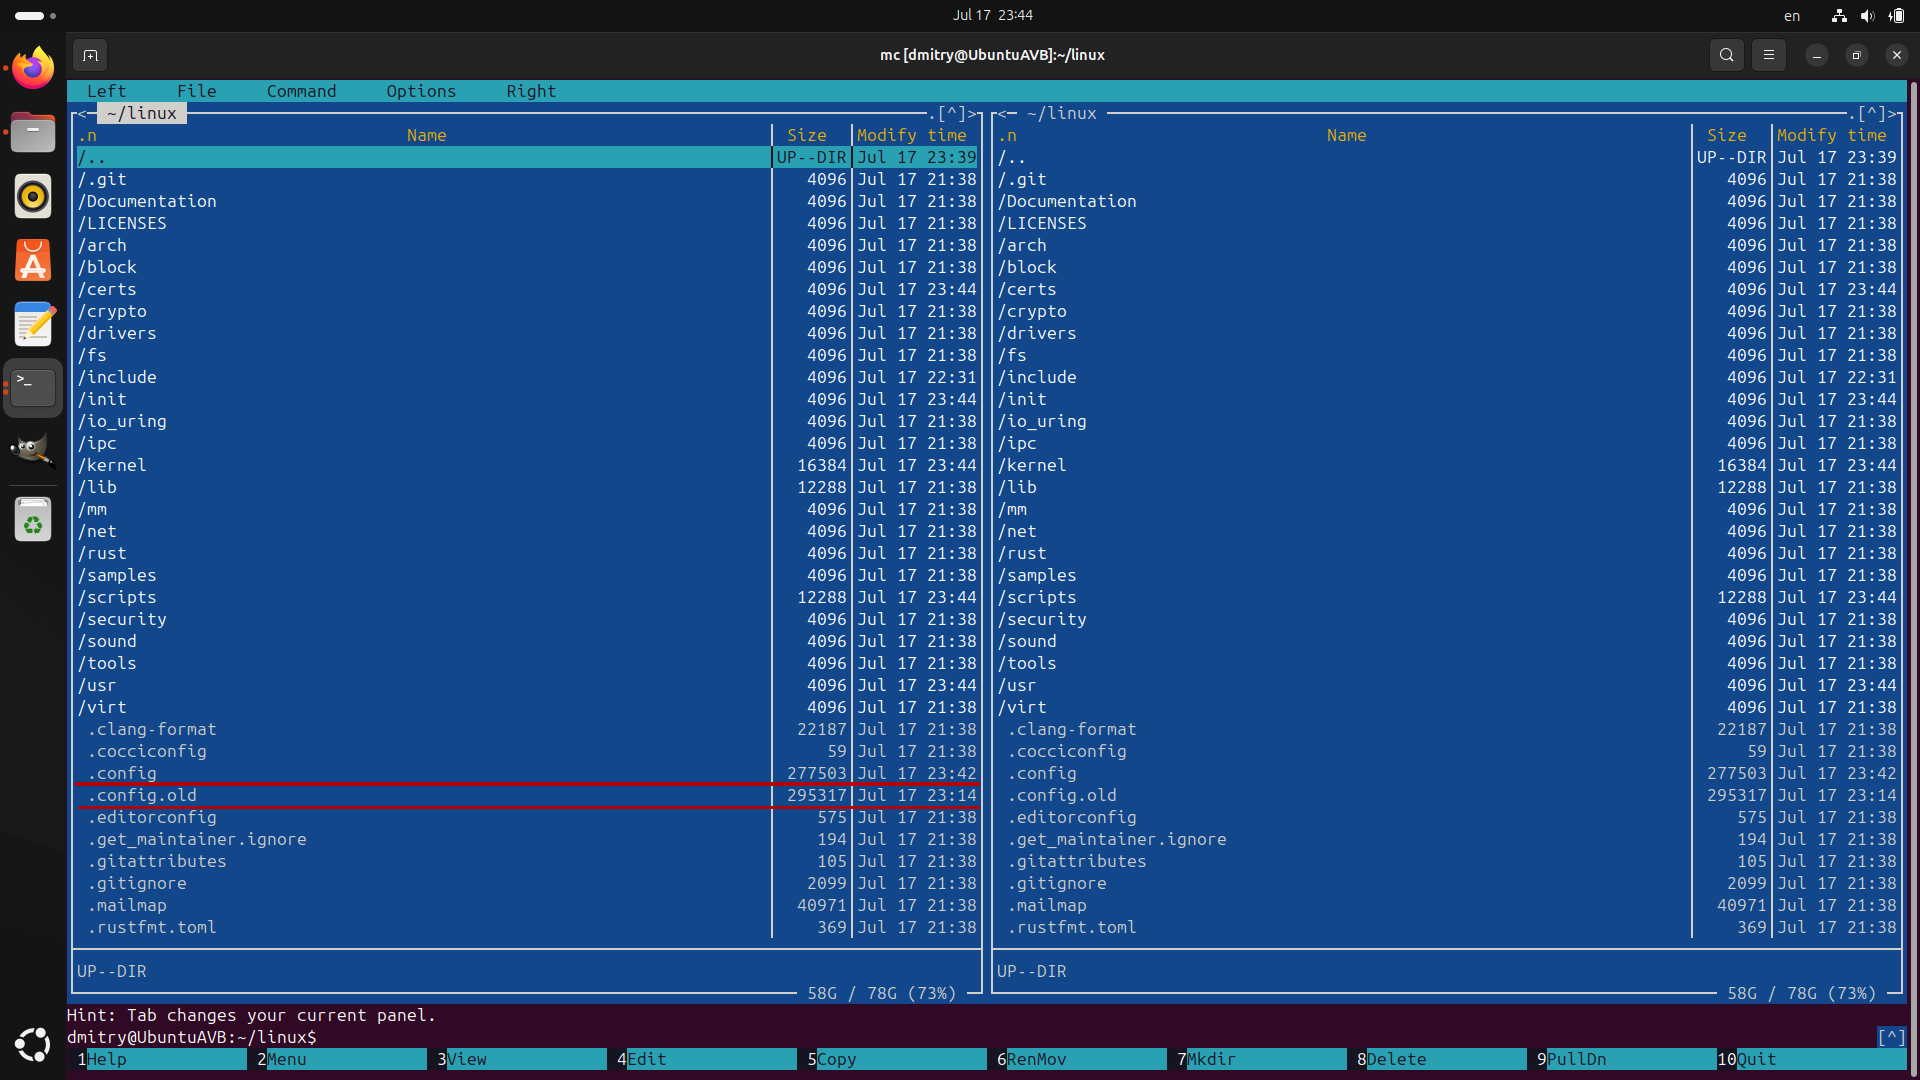 Jul 17 23:44
en
mc [dmitry@UbuntuAVB]:~/linux
Left File Command Options Right
<─ ~/linux .[^]>
.n Name Size Modify time
/.. UP--DIR Jul 17 23:39
/.git 4096 Jul 17 21:38
/Documentation 4096 Jul 17 21:38
/LICENSES 4096 Jul 17 21:38
/arch 4096 Jul 17 21:38
/block 4096 Jul 17 21:38
/certs 4096 Jul 17 23:44
/crypto 4096 Jul 17 21:38
/drivers 4096 Jul 17 21:38
/fs 4096 Jul 17 21:38
/include 4096 Jul 17 22:31
/init 4096 Jul 17 23:44
/io_uring 4096 Jul 17 21:38
/ipc 4096 Jul 17 21:38
/kernel 16384 Jul 17 23:44
/lib 12288 Jul 17 21:38
/mm 4096 Jul 17 21:38
/net 4096 Jul 17 21:38
/rust 4096 Jul 17 21:38
/samples 4096 Jul 17 21:38
/scripts 12288 Jul 17 23:44
/security 4096 Jul 17 21:38
/sound 4096 Jul 17 21:38
/tools 4096 Jul 17 21:38
/usr 4096 Jul 17 23:44
/virt 4096 Jul 17 21:38
.clang-format 22187 Jul 17 21:38
.cocciconfig 59 Jul 17 21:38
.config 277503 Jul 17 23:42
.config.old 295317 Jul 17 23:14
.editorconfig 575 Jul 17 21:38
.get_maintainer.ignore 194 Jul 17 21:38
.gitattributes 105 Jul 17 21:38
.gitignore 2099 Jul 17 21:38
.mailmap 40971 Jul 17 21:38
.rustfmt.toml 369 Jul 17 21:38
UP--DIR
58G / 78G (73%)
<─ ~/linux .[^]>
.n Name Size Modify time
/.. UP--DIR Jul 17 23:39
/.git 4096 Jul 17 21:38
/Documentation 4096 Jul 17 21:38
/LICENSES 4096 Jul 17 21:38
/arch 4096 Jul 17 21:38
/block 4096 Jul 17 21:38
/certs 4096 Jul 17 23:44
/crypto 4096 Jul 17 21:38
/drivers 4096 Jul 17 21:38
/fs 4096 Jul 17 21:38
/include 4096 Jul 17 22:31
/init 4096 Jul 17 23:44
/io_uring 4096 Jul 17 21:38
/ipc 4096 Jul 17 21:38
/kernel 16384 Jul 17 23:44
/lib 12288 Jul 17 21:38
/mm 4096 Jul 17 21:38
/net 4096 Jul 17 21:38
/rust 4096 Jul 17 21:38
/samples 4096 Jul 17 21:38
/scripts 12288 Jul 17 23:44
/security 4096 Jul 17 21:38
/sound 4096 Jul 17 21:38
/tools 4096 Jul 17 21:38
/usr 4096 Jul 17 23:44
/virt 4096 Jul 17 21:38
.clang-format 22187 Jul 17 21:38
.cocciconfig 59 Jul 17 21:38
.config 277503 Jul 17 23:42
.config.old 295317 Jul 17 23:14
.editorconfig 575 Jul 17 21:38
.get_maintainer.ignore 194 Jul 17 21:38
.gitattributes 105 Jul 17 21:38
.gitignore 2099 Jul 17 21:38
.mailmap 40971 Jul 17 21:38
.rustfmt.toml 369 Jul 17 21:38
UP--DIR
58G / 78G (73%)
Hint: Tab changes your current panel.
dmitry@UbuntuAVB:~/linux$ [^]
1Help 2Menu 3View 4Edit 5Copy 6RenMov 7Mkdir 8Delete 9PullDn 10Quit